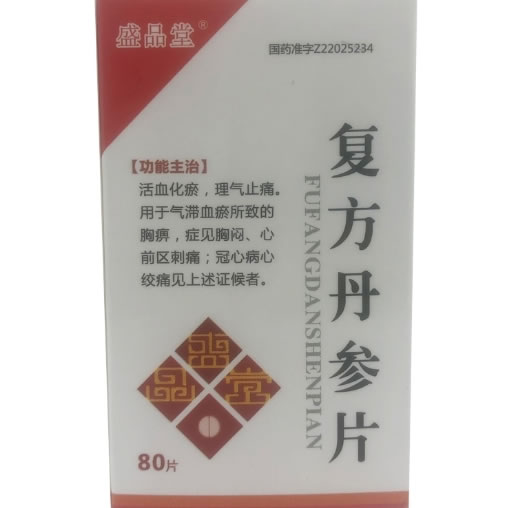 盛品堂®
国药准字Z22025234
复方丹参片
FUFANGDANSHENPIAN
【功能主治】
活血化瘀，理气止痛。
用于气滞血瘀所致的
胸痹，症见胸闷、心
前区刺痛；冠心病心
绞痛见上述证候者。
盛
品堂
80片